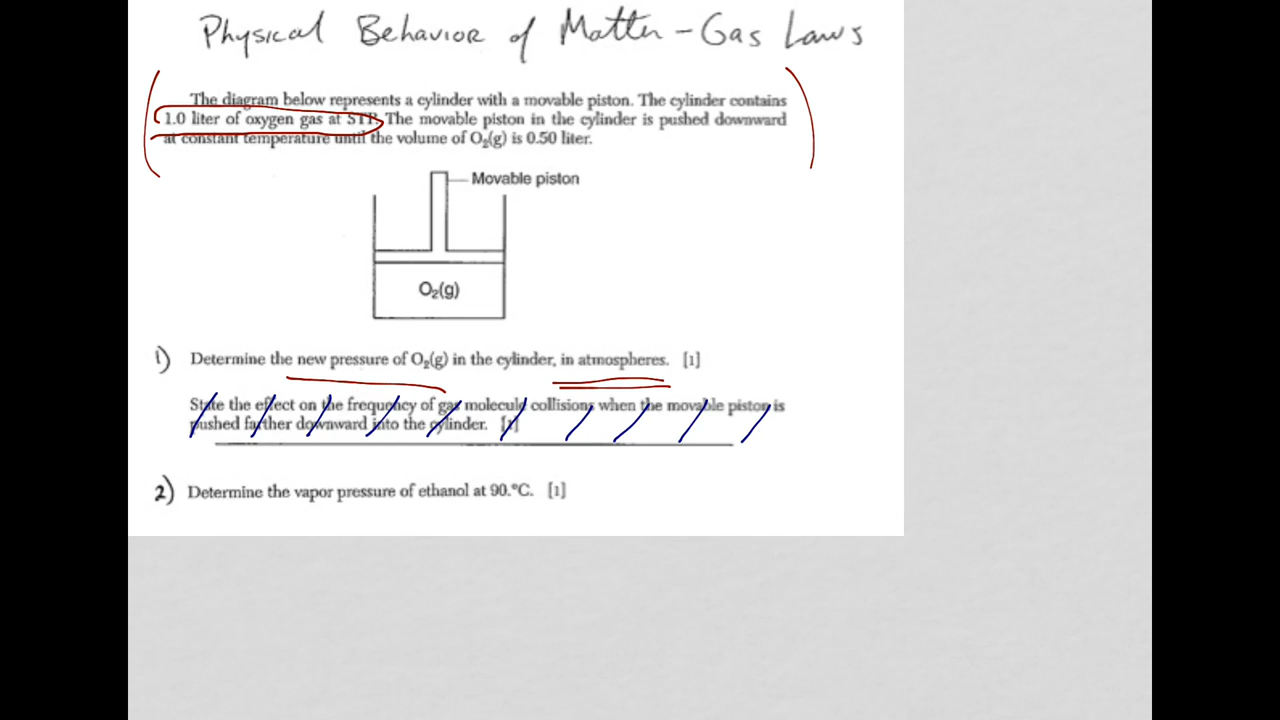 Physical Behavior of Matter - Gas Laws
The diagram below represents a cylinder with a movable piston. The cylinder contains
1.0 liter of oxygen gas at STP. The movable piston in the cylinder is pushed downward
at constant temperature until the volume of O₂(g) is 0.50 liter.
Movable piston
O₂(g)
1) Determine the new pressure of O₂(g) in the cylinder, in atmospheres. [1]
State the effect on the frequency of gas molecule collisions when the movable piston is
pushed farther downward into the cylinder. [1]
2) Determine the vapor pressure of ethanol at 90.°C. [1]